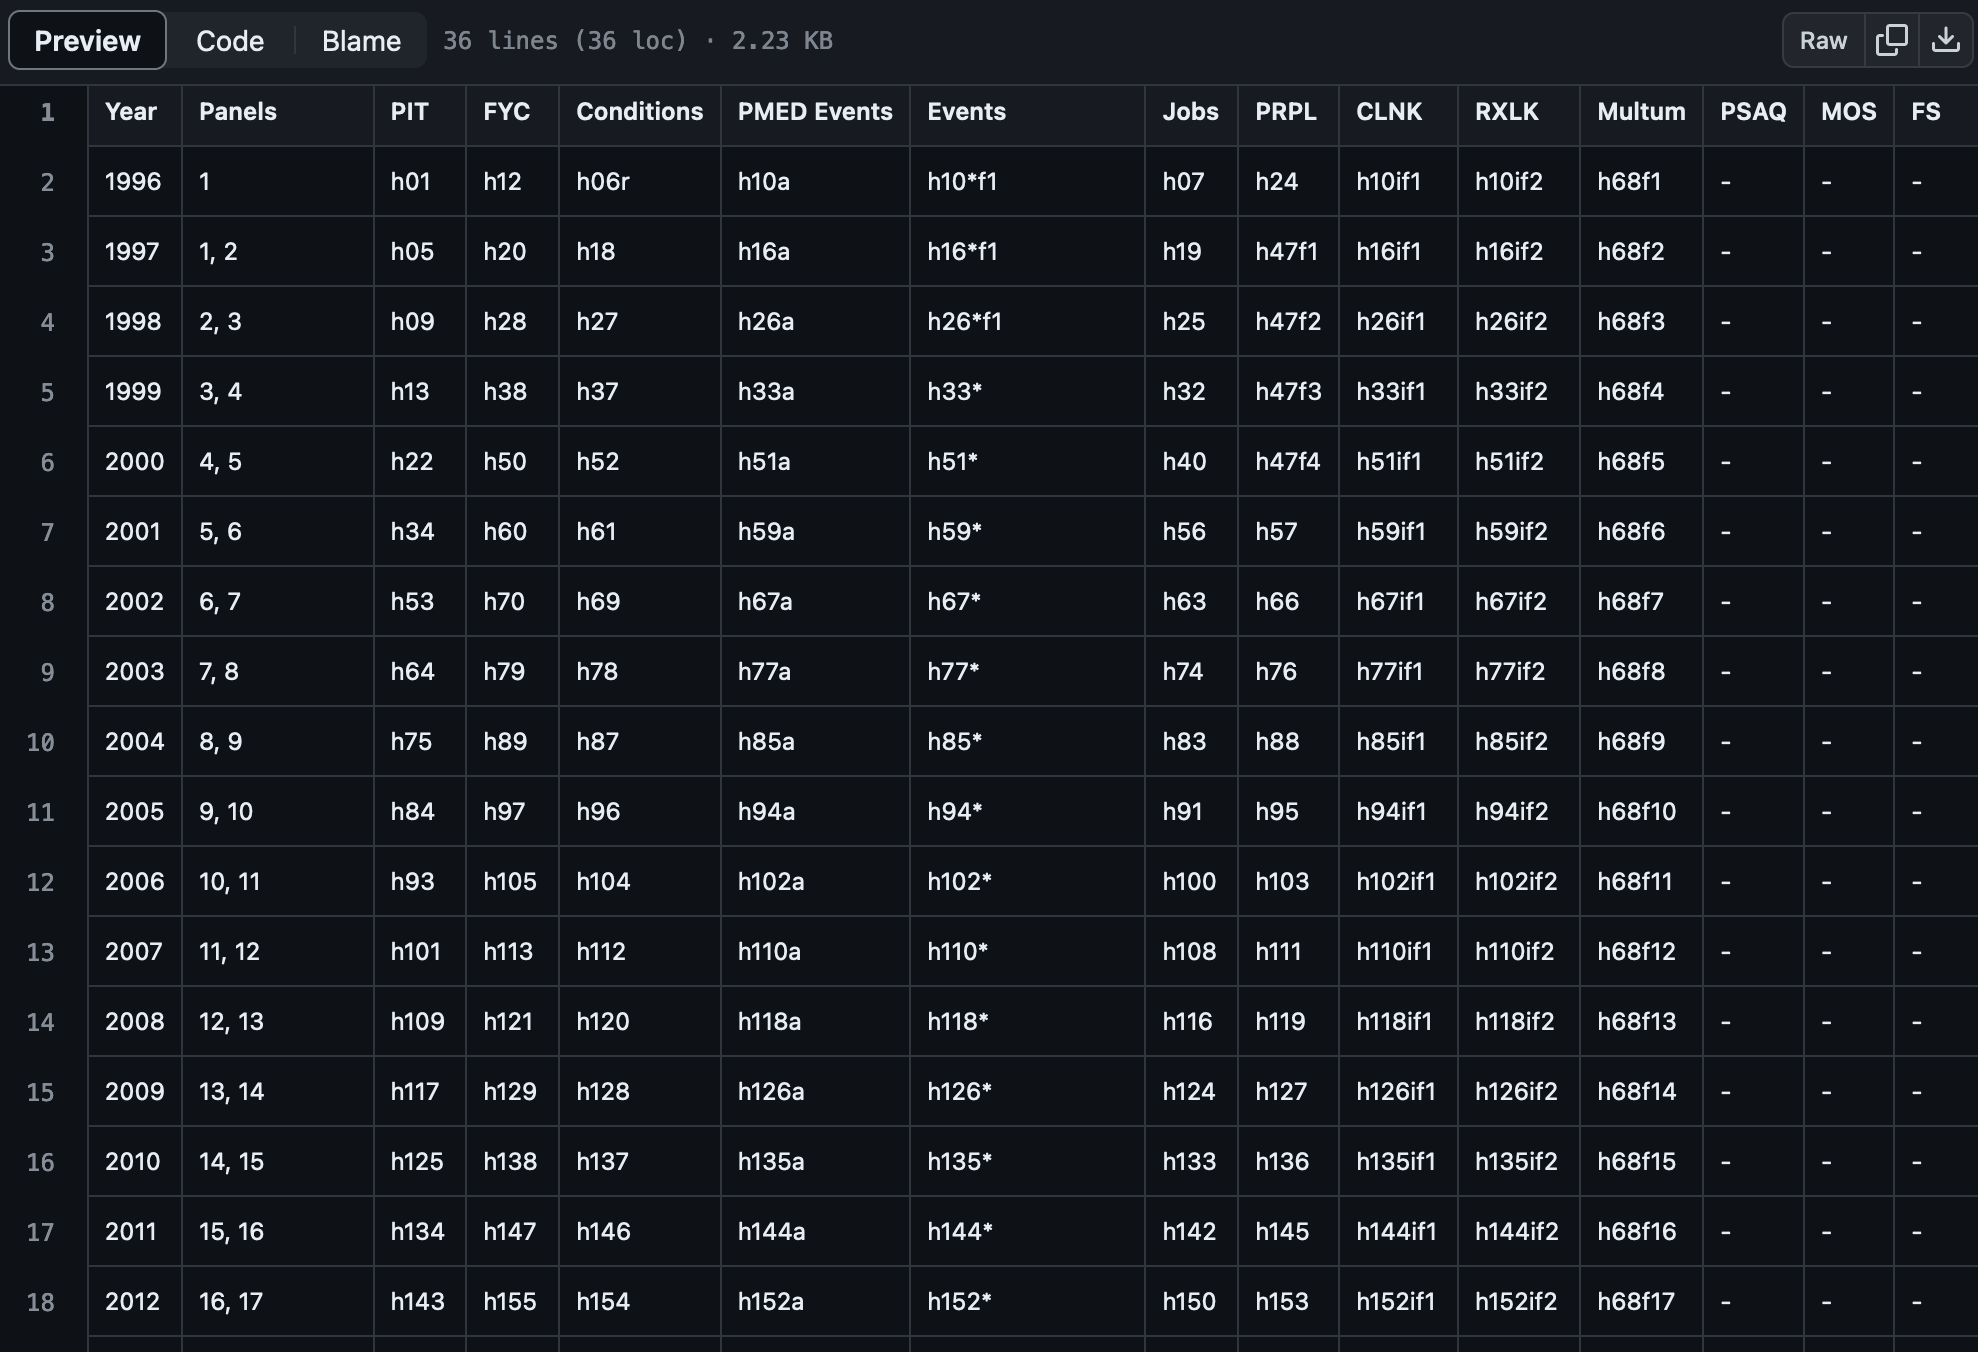 Preview Code Blame 36 lines (36 loc) · 2.23 KB Raw
1 Year Panels PIT FYC Conditions PMED Events Events Jobs PRPL CLNK RXLK Multum PSAQ MOS FS
2 1996 1 h01 h12 h06r h10a h10*f1 h07 h24 h10if1 h10if2 h68f1 - - -
3 1997 1, 2 h05 h20 h18 h16a h16*f1 h19 h47f1 h16if1 h16if2 h68f2 - - -
4 1998 2, 3 h09 h28 h27 h26a h26*f1 h25 h47f2 h26if1 h26if2 h68f3 - - -
5 1999 3, 4 h13 h38 h37 h33a h33* h32 h47f3 h33if1 h33if2 h68f4 - - -
6 2000 4, 5 h22 h50 h52 h51a h51* h40 h47f4 h51if1 h51if2 h68f5 - - -
7 2001 5, 6 h34 h60 h61 h59a h59* h56 h57 h59if1 h59if2 h68f6 - - -
8 2002 6, 7 h53 h70 h69 h67a h67* h63 h66 h67if1 h67if2 h68f7 - - -
9 2003 7, 8 h64 h79 h78 h77a h77* h74 h76 h77if1 h77if2 h68f8 - - -
10 2004 8, 9 h75 h89 h87 h85a h85* h83 h88 h85if1 h85if2 h68f9 - - -
11 2005 9, 10 h84 h97 h96 h94a h94* h91 h95 h94if1 h94if2 h68f10 - - -
12 2006 10, 11 h93 h105 h104 h102a h102* h100 h103 h102if1 h102if2 h68f11 - - -
13 2007 11, 12 h101 h113 h112 h110a h110* h108 h111 h110if1 h110if2 h68f12 - - -
14 2008 12, 13 h109 h121 h120 h118a h118* h116 h119 h118if1 h118if2 h68f13 - - -
15 2009 13, 14 h117 h129 h128 h126a h126* h124 h127 h126if1 h126if2 h68f14 - - -
16 2010 14, 15 h125 h138 h137 h135a h135* h133 h136 h135if1 h135if2 h68f15 - - -
17 2011 15, 16 h134 h147 h146 h144a h144* h142 h145 h144if1 h144if2 h68f16 - - -
18 2012 16, 17 h143 h155 h154 h152a h152* h150 h153 h152if1 h152if2 h68f17 - - -